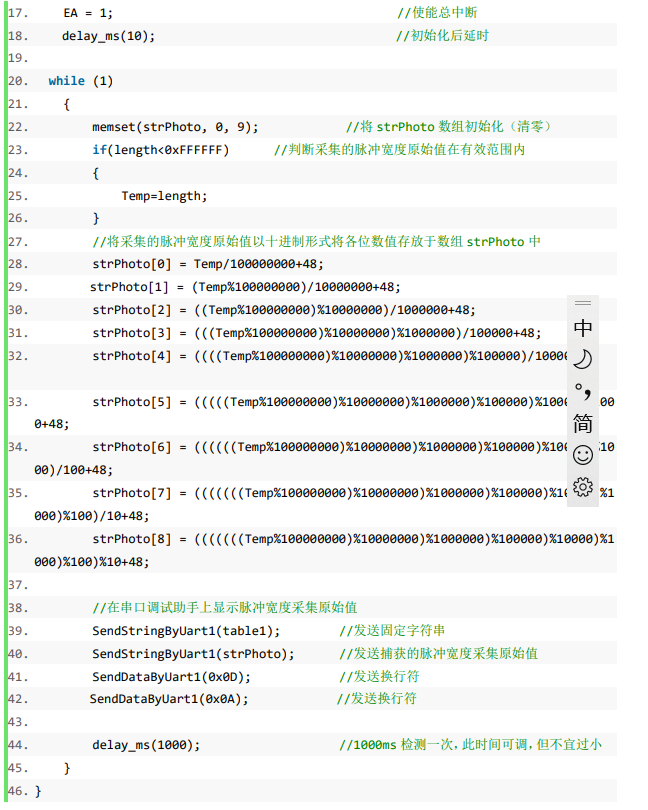 17. EA = 1; //使能总中断
18. delay_ms(10); //初始化后延时
19.
20. while (1)
21. {
22. memset(strPhoto, 0, 9); //将 strPhoto 数组初始化（清零）
23. if(length<0xFFFFFF) //判断采集的脉冲宽度原始值在有效范围内
24. {
25. Temp=length;
26. }
27. //将采集的脉冲宽度原始值以十进制形式将各位数值存放于数组 strPhoto 中
28. strPhoto[0] = Temp/100000000+48;
29. strPhoto[1] = (Temp%100000000)/10000000+48;
30. strPhoto[2] = ((Temp%100000000)%10000000)/1000000+48;
31. strPhoto[3] = (((Temp%100000000)%10000000)%1000000)/100000+48;
32. strPhoto[4] = ((((Temp%100000000)%10000000)%1000000)%100000)/10000
33. strPhoto[5] = (((((Temp%100000000)%10000000)%1000000)%100000)%1000 00
0+48;
34. strPhoto[6] = ((((((Temp%100000000)%10000000)%1000000)%100000)%100 %10
00)/100+48;
35. strPhoto[7] = (((((((Temp%100000000)%10000000)%1000000)%100000)%10 %1
000)%100)/10+48;
36. strPhoto[8] = (((((((Temp%100000000)%10000000)%1000000)%100000)%10000)%1
000)%100)%10+48;
37.
38. //在串口调试助手上显示脉冲宽度采集原始值
39. SendStringByUart1(table1); //发送固定字符串
40. SendStringByUart1(strPhoto); //发送捕获的脉冲宽度采集原始值
41. SendDataByUart1(0x0D); //发送换行符
42. SendDataByUart1(0x0A); //发送换行符
43.
44. delay_ms(1000); //1000ms 检测一次，此时间可调，但不宜过小
45. }
46. }
中
简